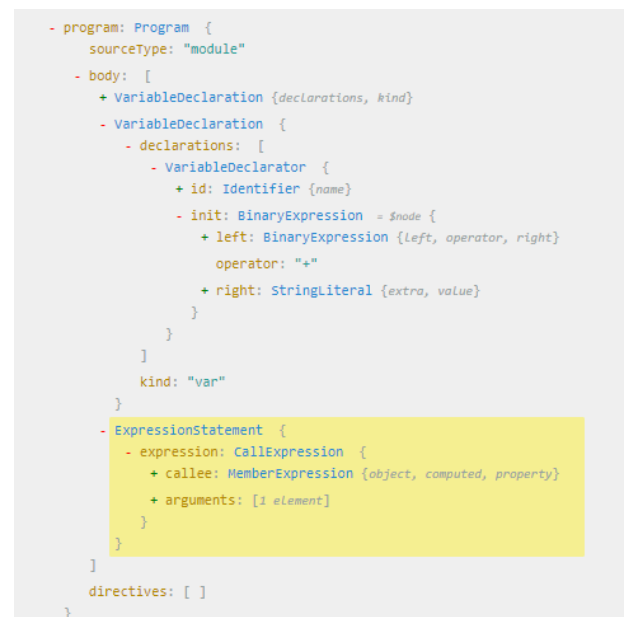 - program: Program {
sourceType: "module"
- body: [
+ VariableDeclaration {declarations, kind}
- VariableDeclaration {
- declarations: [
- VariableDeclarator {
+ id: Identifier {name}
- init: BinaryExpression = $node {
+ left: BinaryExpression {left, operator, right}
operator: "+"
+ right: StringLiteral {extra, value}
}
}
]
kind: "var"
}
- ExpressionStatement {
- expression: CallExpression {
+ callee: MemberExpression {object, computed, property}
+ arguments: [1 element]
}
}
]
directives: [ ]
}